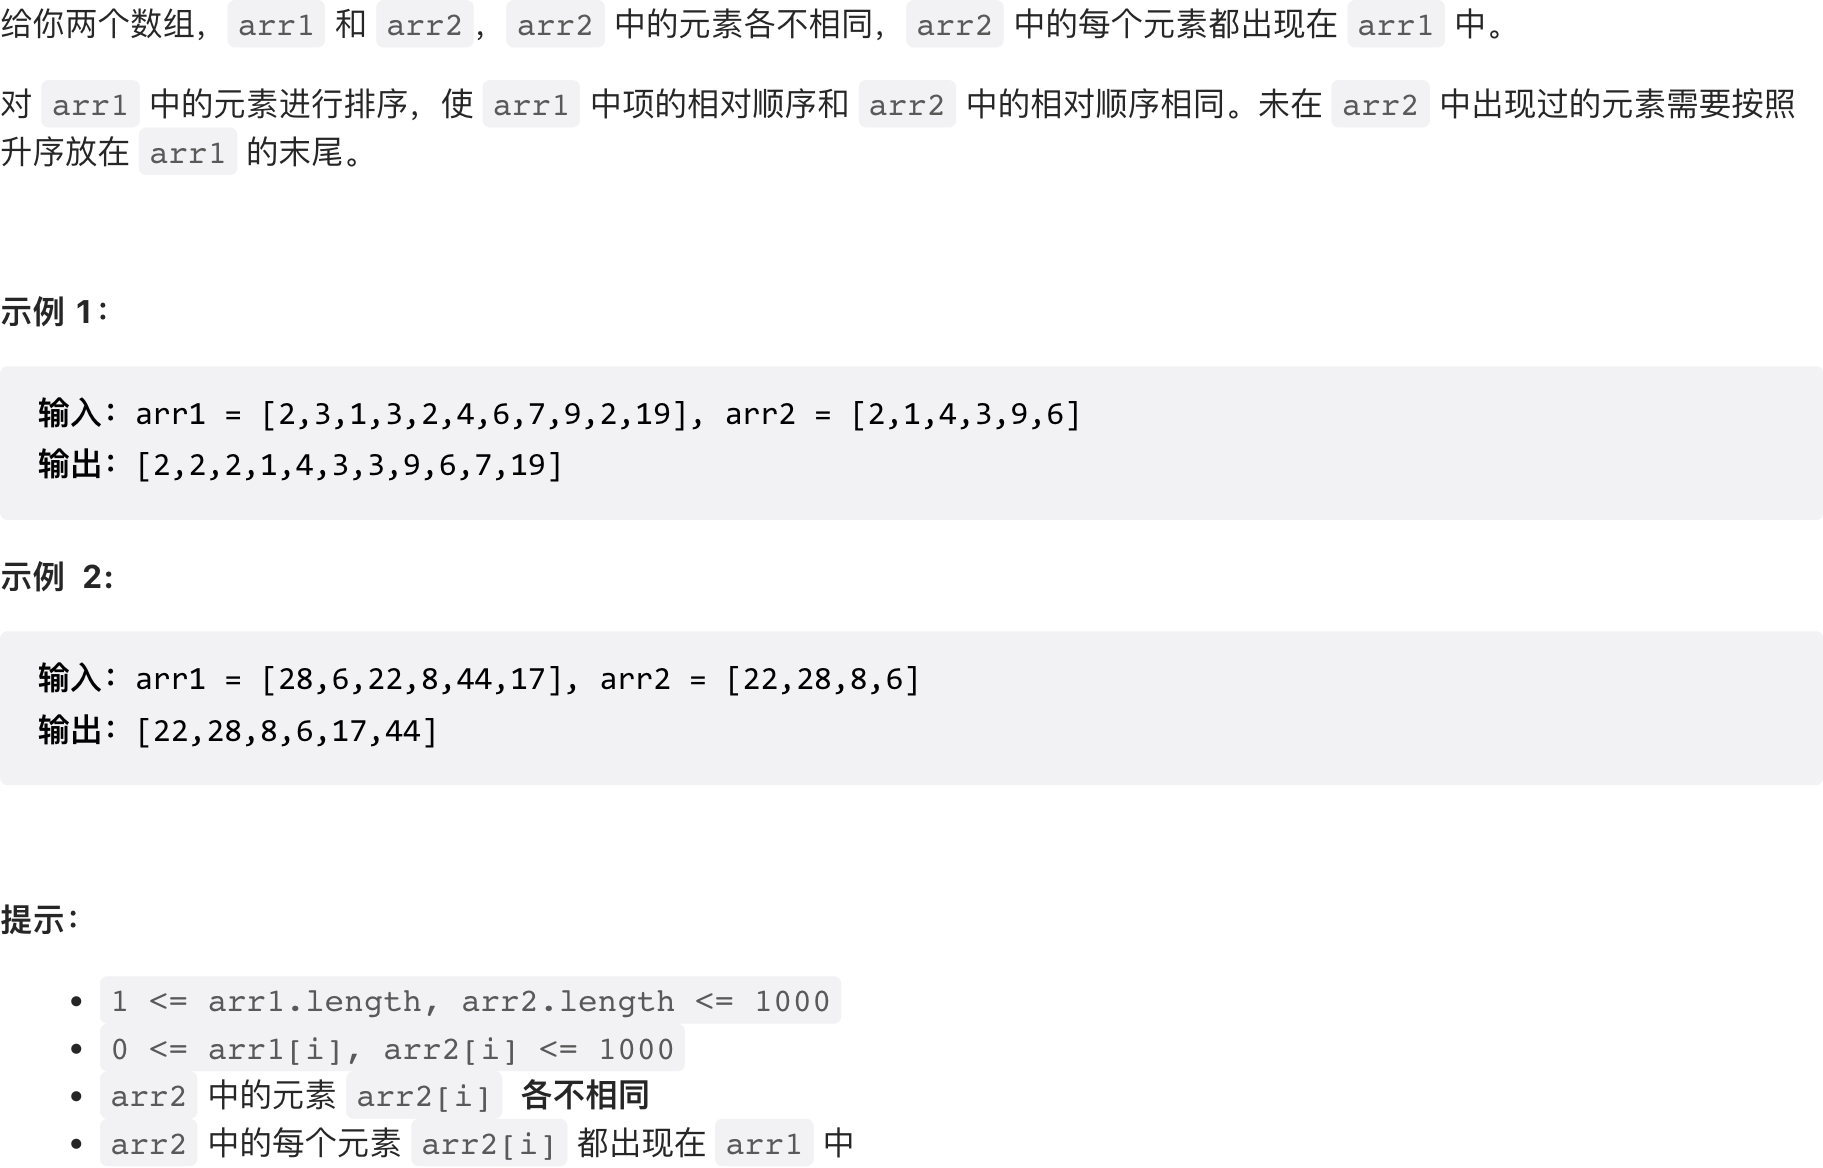 给你两个数组，arr1 和 arr2，arr2 中的元素各不相同，arr2 中的每个元素都出现在 arr1 中。
对 arr1 中的元素进行排序，使 arr1 中项的相对顺序和 arr2 中的相对顺序相同。未在 arr2 中出现过的元素需要按照
升序放在 arr1 的末尾。
示例 1：
输入：arr1 = [2,3,1,3,2,4,6,7,9,2,19], arr2 = [2,1,4,3,9,6]
输出：[2,2,2,1,4,3,3,9,6,7,19]
示例 2:
输入：arr1 = [28,6,22,8,44,17], arr2 = [22,28,8,6]
输出：[22,28,8,6,17,44]
提示：
• 1 <= arr1.length, arr2.length <= 1000
• 0 <= arr1[i], arr2[i] <= 1000
• arr2 中的元素 arr2[i] 各不相同
• arr2 中的每个元素 arr2[i] 都出现在 arr1 中